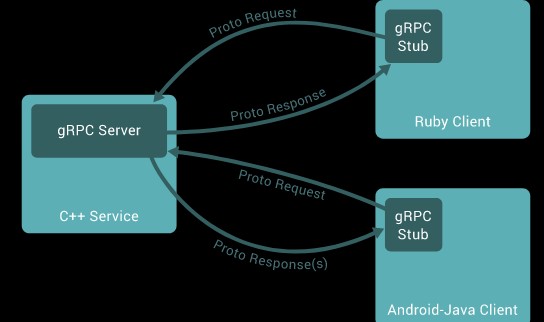 Proto Request
gRPC
Stub
Ruby Client
Proto Response
gRPC Server
C++ Service
Proto Request
gRPC
Stub
Proto Response(s)
Android-Java Client